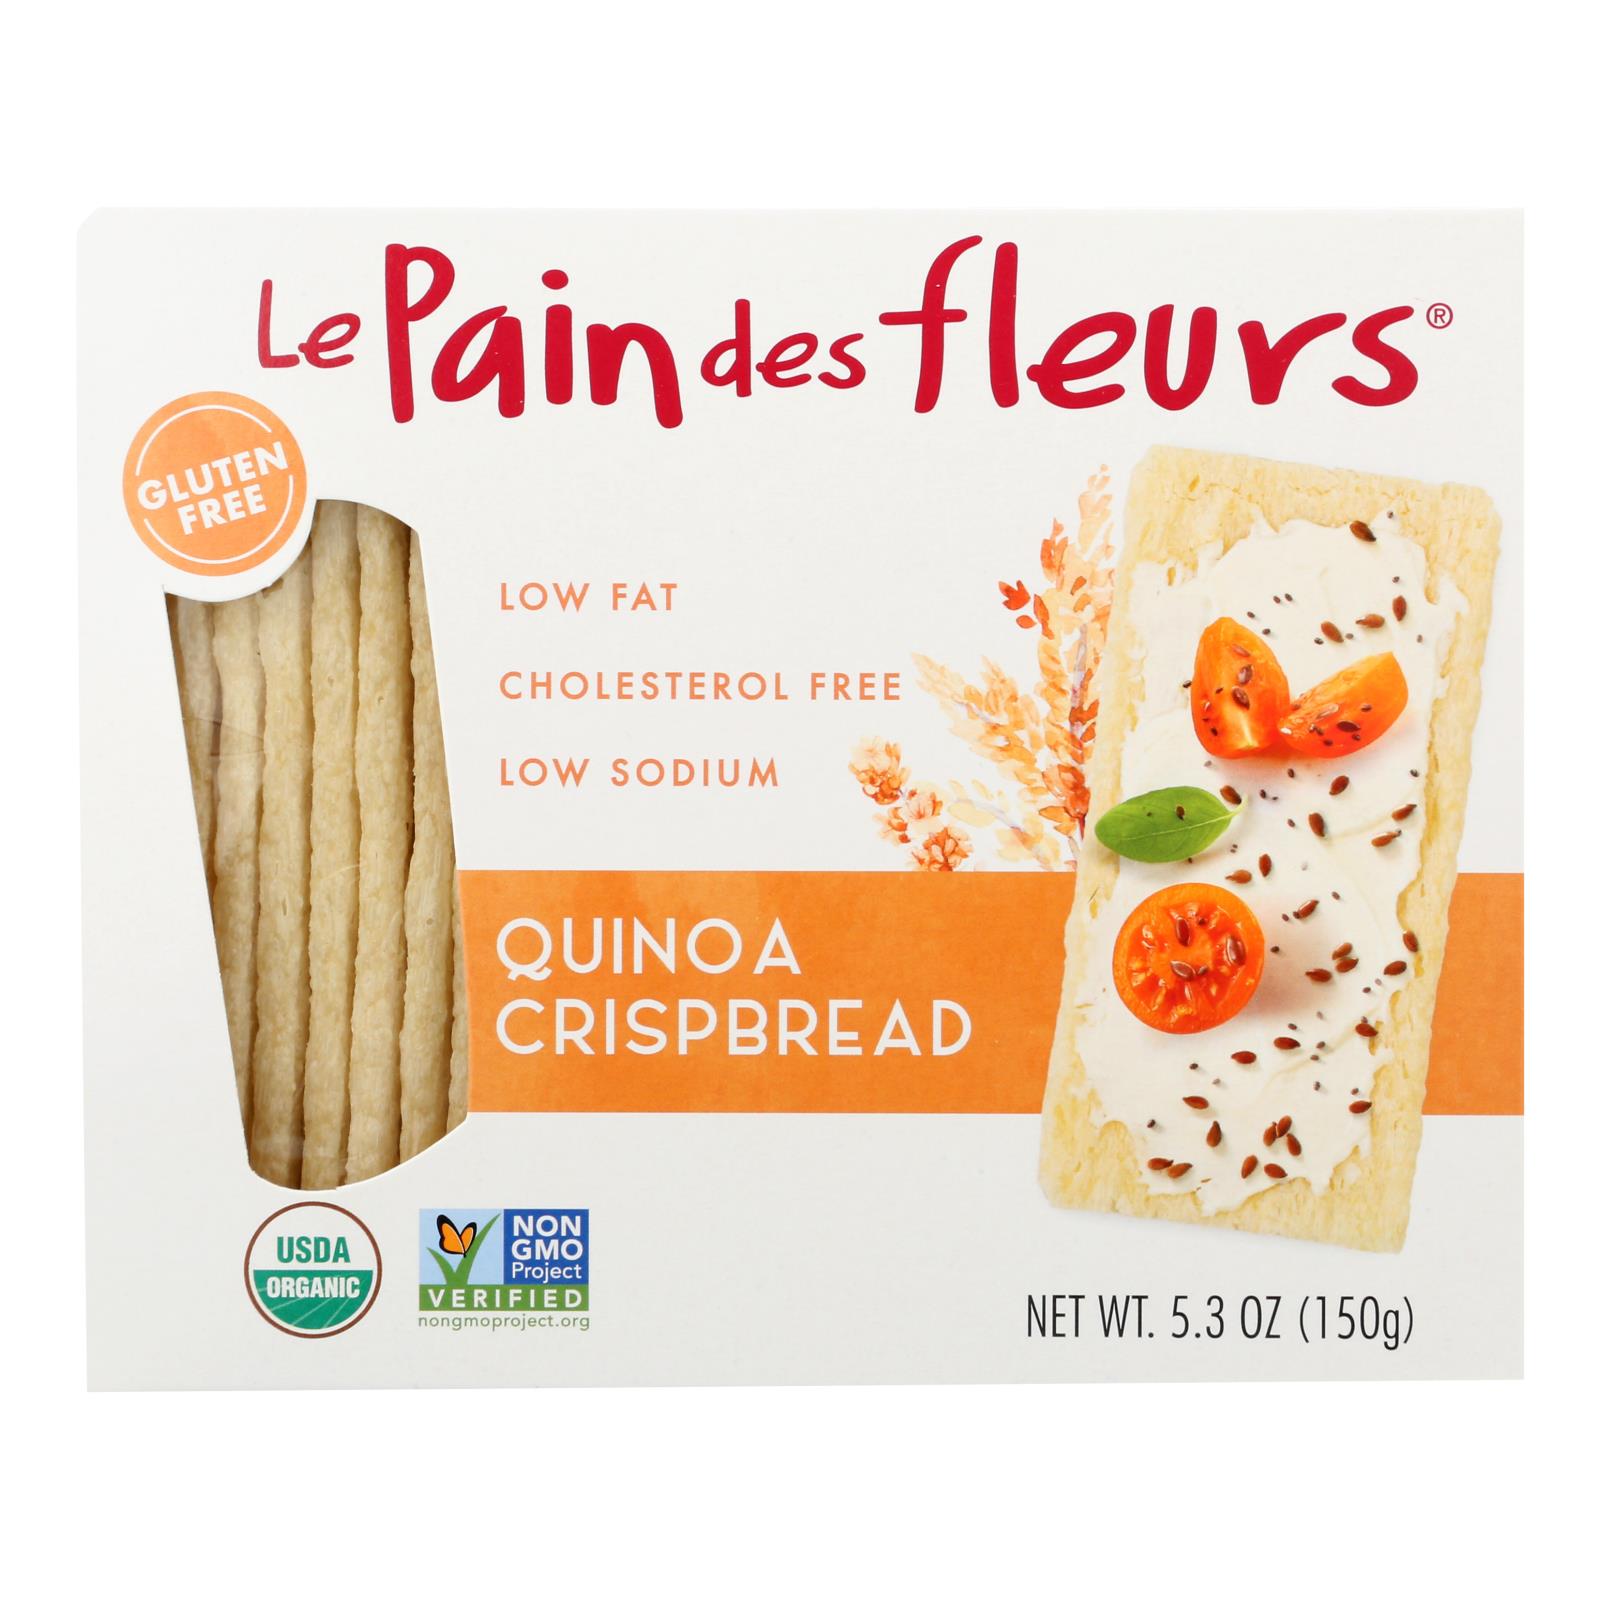 Le Pain des fleurs®
GLUTEN
FREE
LOW FAT
CHOLESTEROL FREE
LOW SODIUM
QUINOA
CRISPBREAD
USDA
ORGANIC
NON
GMO
Project
VERIFIED
nongmoproject.org
NET WT. 5.3 OZ (150g)